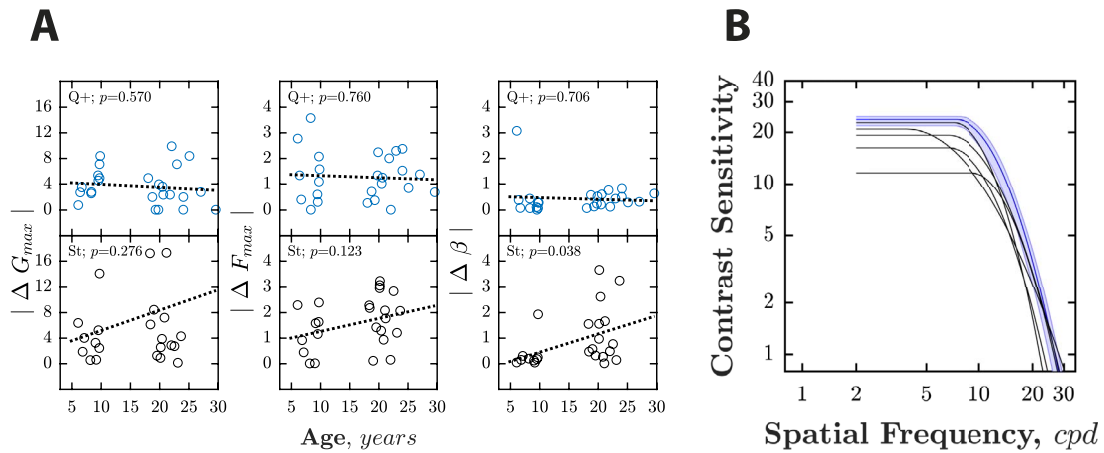 A
B
Q+; p=0.570
Q+; p=0.760
Q+; p=0.706
16
12
8
4
0
4
3
2
1
0
4
3
2
1
0
| Δ Gmax |
| Δ Fmax |
| Δ β |
St; p=0.276
St; p=0.123
St; p=0.038
16
12
8
4
0
4
3
2
1
0
4
3
2
1
0
5 10 15 20 25 30
5 10 15 20 25 30
5 10 15 20 25 30
Age, years
Contrast Sensitivity
40
30
20
10
5
2
1
1 2 5 10 20 30
Spatial Frequency, cpd